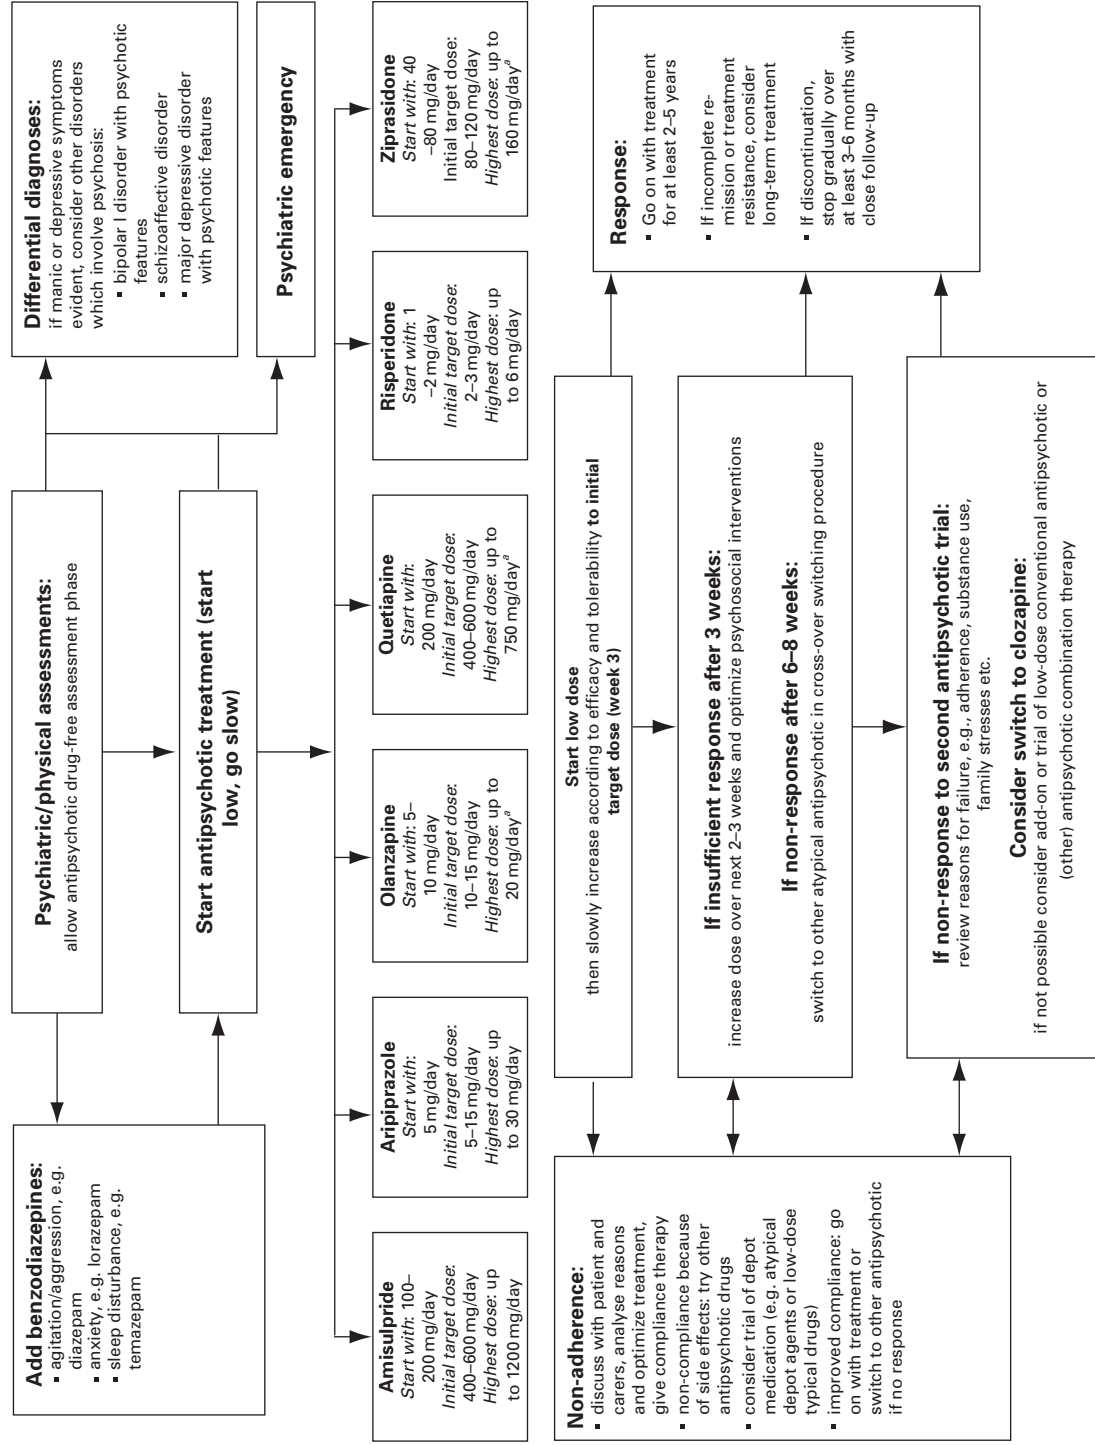 Psychiatric/physical assessments:
allow antipsychotic drug-free assessment phase
Differential diagnoses:
if manic or depressive symptoms
evident, consider other disorders
which involve psychosis:
▪ bipolar I disorder with psychotic
features
▪ schizoaffective disorder
▪ major depressive disorder
with psychotic features
Add benzodiazepines:
▪ agitation/aggression, e.g.
diazepam
▪ anxiety, e.g. lorazepam
▪ sleep disturbance, e.g.
temazepam
Start antipsychotic treatment (start
low, go slow)
Psychiatric emergency
Amisulpride
Start with: 100–
200 mg/day
Initial target dose:
400–600 mg/day
Highest dose: up
to 1200 mg/day
Aripiprazole
Start with:
5 mg/day
Initial target dose:
5–15 mg/day
Highest dose: up
to 30 mg/day
Olanzapine
Start with: 5–
10 mg/day
Initial target dose:
10–15 mg/day
Highest dose: up to
20 mg/dayᵃ
Quetiapine
Start with:
200 mg/day
Initial target dose:
400–600 mg/day
Highest dose: up to
750 mg/dayᵃ
Risperidone
Start with: 1
–2 mg/day
Initial target dose:
2–3 mg/day
Highest dose: up
to 6 mg/day
Ziprasidone
Start with: 40
–80 mg/day
Initial target dose:
80–120 mg/day
Highest dose: up to
160 mg/dayᵃ
Start low dose
then slowly increase according to efficacy and tolerability to initial
target dose (week 3)
If insufficient response after 3 weeks:
increase dose over next 2–3 weeks and optimize psychosocial interventions
If non-response after 6–8 weeks:
switch to other atypical antipsychotic in cross-over switching procedure
If non-response to second antipsychotic trial:
review reasons for failure, e.g., adherence, substance use,
family stresses etc.
Consider switch to clozapine:
if not possible consider add-on or trial of low-dose conventional antipsychotic or
(other) antipsychotic combination therapy
Non-adherence:
▪ discuss with patient and
carers, analyse reasons
and optimize treatment,
give compliance therapy
▪ non-compliance because
of side effects: try other
antipsychotic drugs
▪ consider trial of depot
medication (e.g. atypical
depot agents or low-dose
typical drugs)
▪ improved compliance: go
on with treatment or
switch to other antipsychotic
if no response
Response:
▪ Go on with treatment
for at least 2–5 years
▪ If incomplete re-
mission or treatment
resistance, consider
long-term treatment
▪ If discontinuation,
stop gradually over
at least 3–6 months with
close follow-up